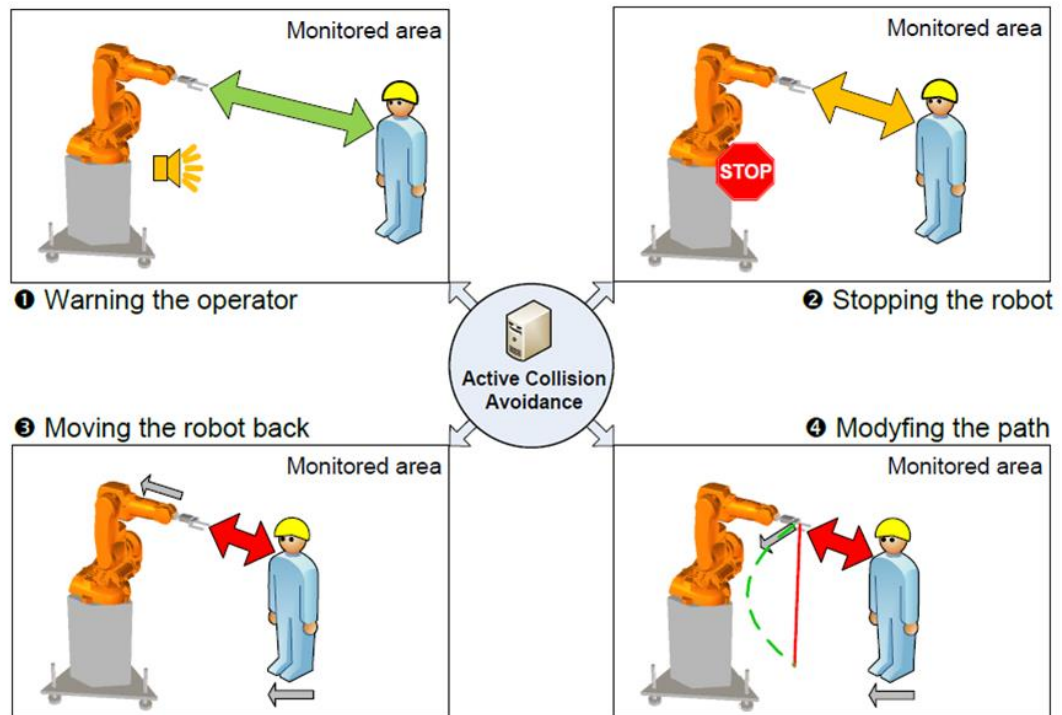 Monitored area
Monitored area
STOP
❶ Warning the operator
❷ Stopping the robot
Active Collision
Avoidance
❸ Moving the robot back
❹ Modyfing the path
Monitored area
Monitored area